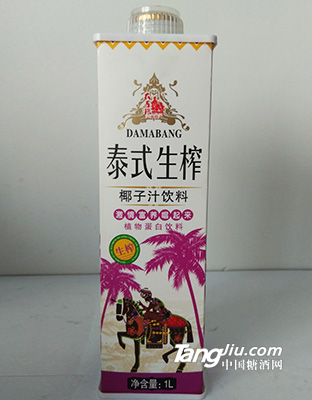 DAMABANG
泰式生榨
椰子汁饮料
植物蛋白饮料
生榨
净含量:1L
TangJiu.com
中国糖酒网